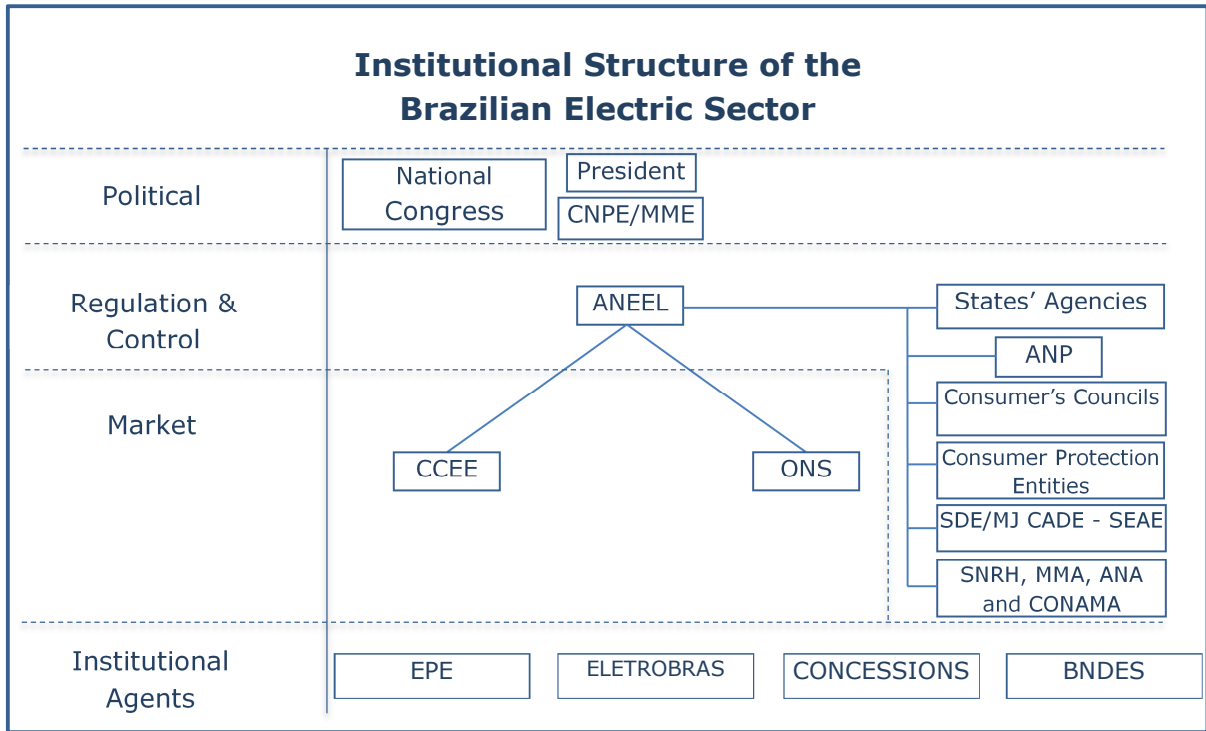 Institutional Structure of the
Brazilian Electric Sector
Political
National
Congress
President
CNPE/MME
Regulation &
Control
ANEEL
States’ Agencies
ANP
Market
Consumer’s Councils
CCEE
ONS
Consumer Protection
Entities
SDE/MJ CADE - SEAE
SNRH, MMA, ANA
and CONAMA
Institutional
Agents
EPE
ELETROBRAS
CONCESSIONS
BNDES